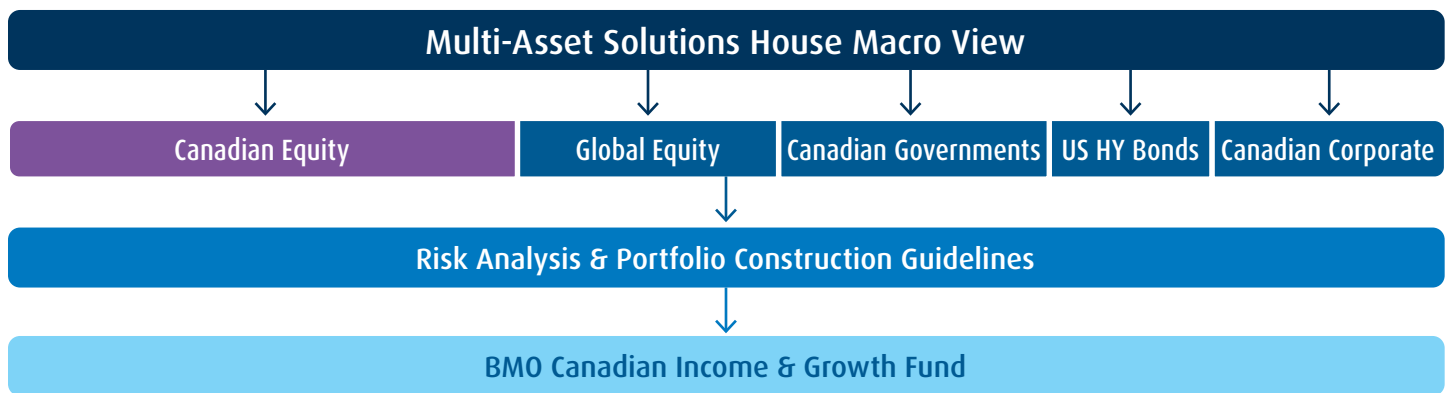 Multi-Asset Solutions House Macro View
Canadian Equity
Global Equity
Canadian Governments
US HY Bonds
Canadian Corporate
Risk Analysis & Portfolio Construction Guidelines
BMO Canadian Income & Growth Fund